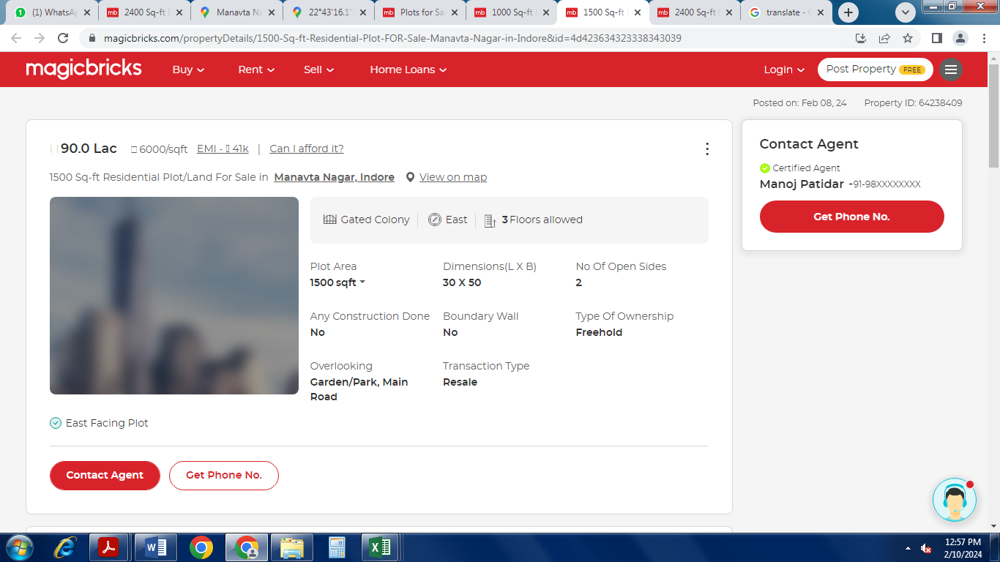 (1) WhatsAp
2400 Sq-ft
Manavta Na
22°43'16.1"
Plots for Sa
1000 Sq-ft
1500 Sq-ft
2400 Sq-ft
translate -
magicbricks.com/propertyDetails/1500-Sq-ft-Residential-Plot-FOR-Sale-Manavta-Nagar-in-Indore&id=4d423634323338343039
magicbricks Buy Rent Sell Home Loans Login Post Property FREE
Posted on: Feb 08, 24 Property ID: 64238409
90.0 Lac 6000/sqft EMI - 41k | Can I afford it?
1500 Sq-ft Residential Plot/Land For Sale in Manavta Nagar, Indore View on map
Gated Colony East 3 Floors allowed
Plot Area Dimensions(L X B) No Of Open Sides
1500 sqft 30 X 50 2
Any Construction Done Boundary Wall Type Of Ownership
No No Freehold
Overlooking Transaction Type
Garden/Park, Main Resale
Road
East Facing Plot
Contact Agent Get Phone No.
Contact Agent
Certified Agent
Manoj Patidar +91-98XXXXXXXX
Get Phone No.
12:57 PM
2/10/2024